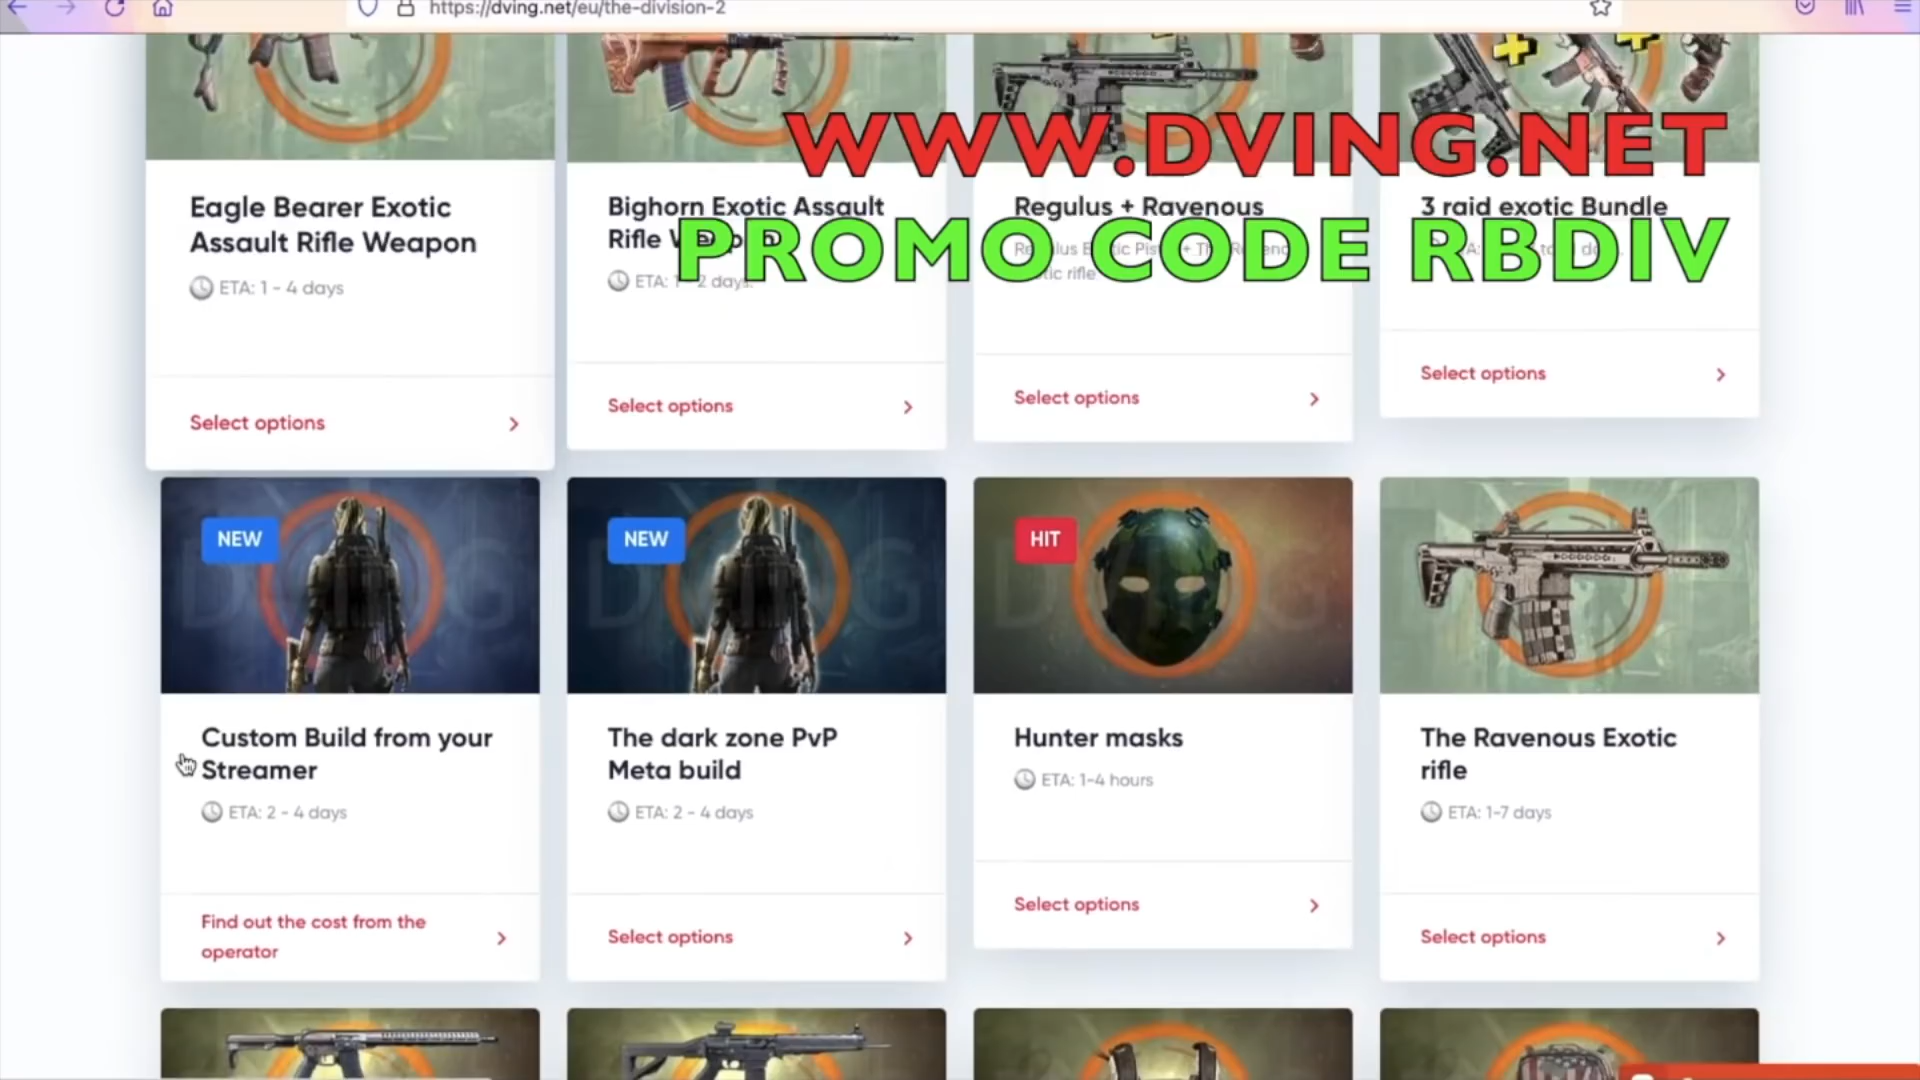 https://dving.net/eu/the-division-2
WWW.DVING.NET
PROMO CODE RBDIV
Eagle Bearer Exotic
Assault Rifle Weapon
ETA: 1 - 4 days
Select options
Bighorn Exotic Assault
Rifle
ETA: 1 - 2 days
Select options
Regulus + Ravenous
Select options
3 raid exotic Bundle
Select options
NEW
Custom Build from your
Streamer
ETA: 2 - 4 days
Find out the cost from the
operator
NEW
The dark zone PvP
Meta build
ETA: 2 - 4 days
Select options
HIT
Hunter masks
ETA: 1-4 hours
Select options
The Ravenous Exotic
rifle
ETA: 1-7 days
Select options